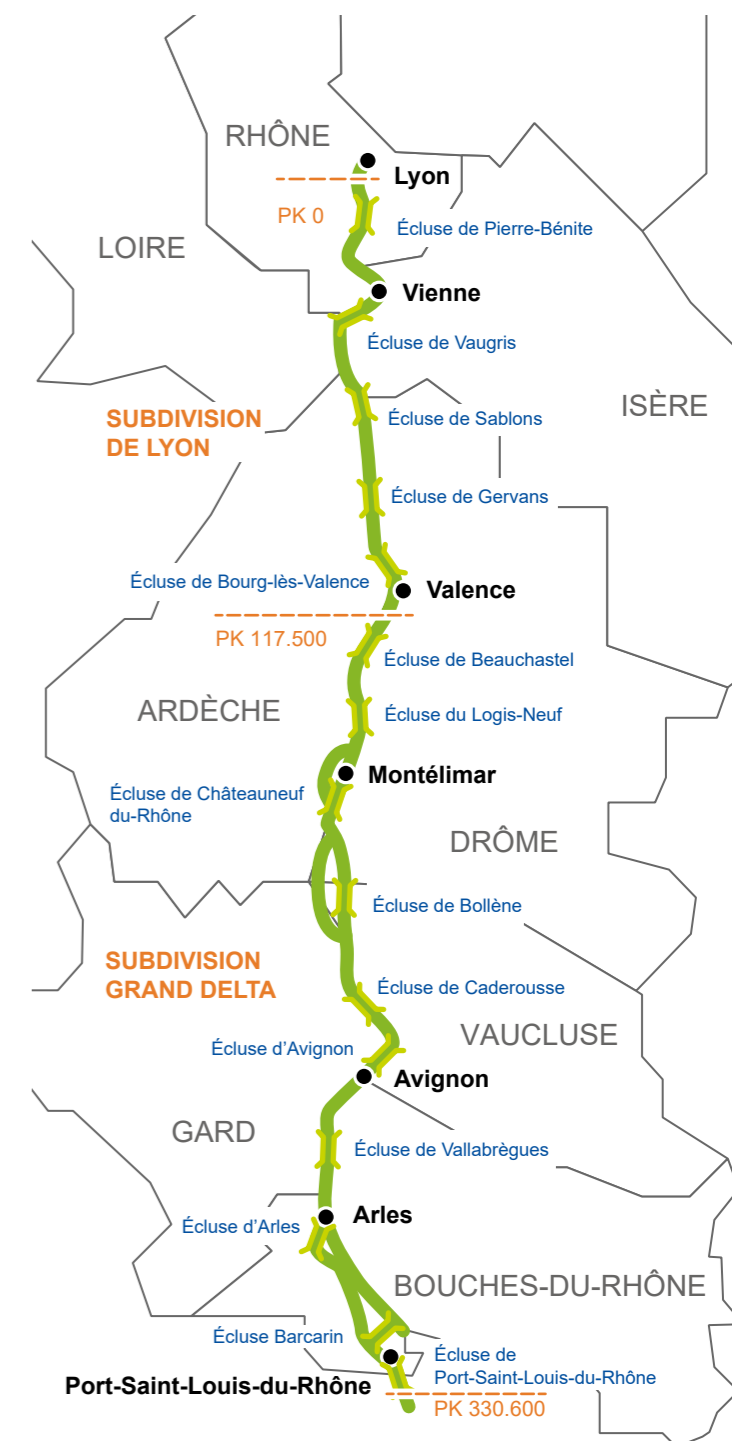 RHÔNE
Lyon
PK 0
Écluse de Pierre-Bénite
LOIRE
Vienne
Écluse de Vaugris
ISÈRE
SUBDIVISION
DE LYON
Écluse de Sablons
Écluse de Gervans
Écluse de Bourg-lès-Valence
Valence
PK 117.500
Écluse de Beauchastel
ARDÈCHE
Écluse du Logis-Neuf
Montélimar
Écluse de Châteauneuf
du-Rhône
DRÔME
Écluse de Bollène
SUBDIVISION
GRAND DELTA
Écluse de Caderousse
VAUCLUSE
Écluse d'Avignon
Avignon
GARD
Écluse de Vallabrègues
Arles
Écluse d'Arles
BOUCHES-DU-RHÔNE
Écluse Barcarin
Écluse de
Port-Saint-Louis-du-Rhône
Port-Saint-Louis-du-Rhône
PK 330.600